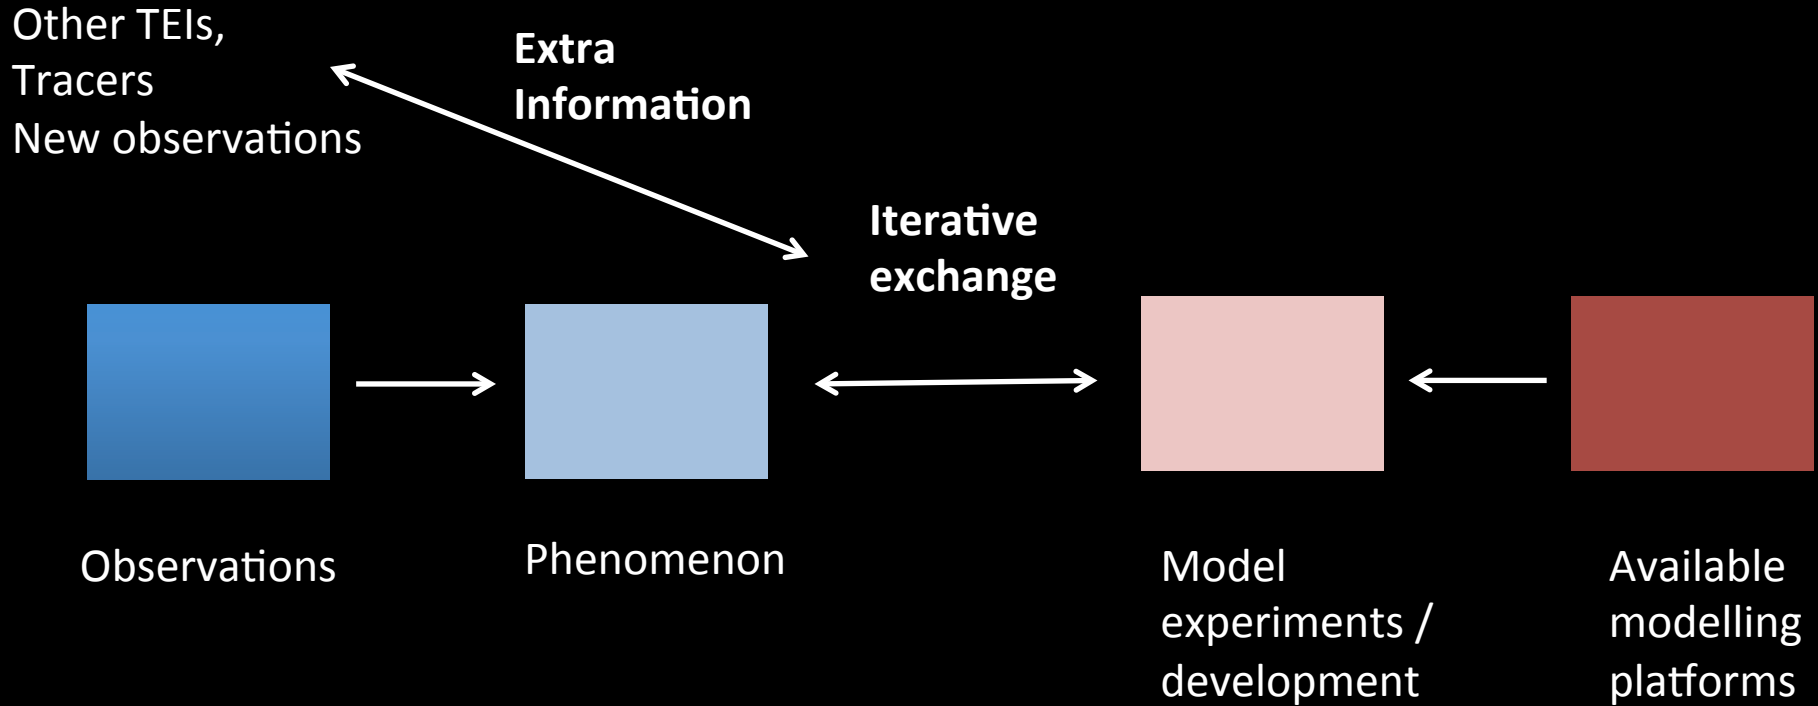 Other TEIs,
Tracers
New observations
Extra
Information
Iterative
exchange
Observations
Phenomenon
Model
experiments /
development
Available
modelling
platforms